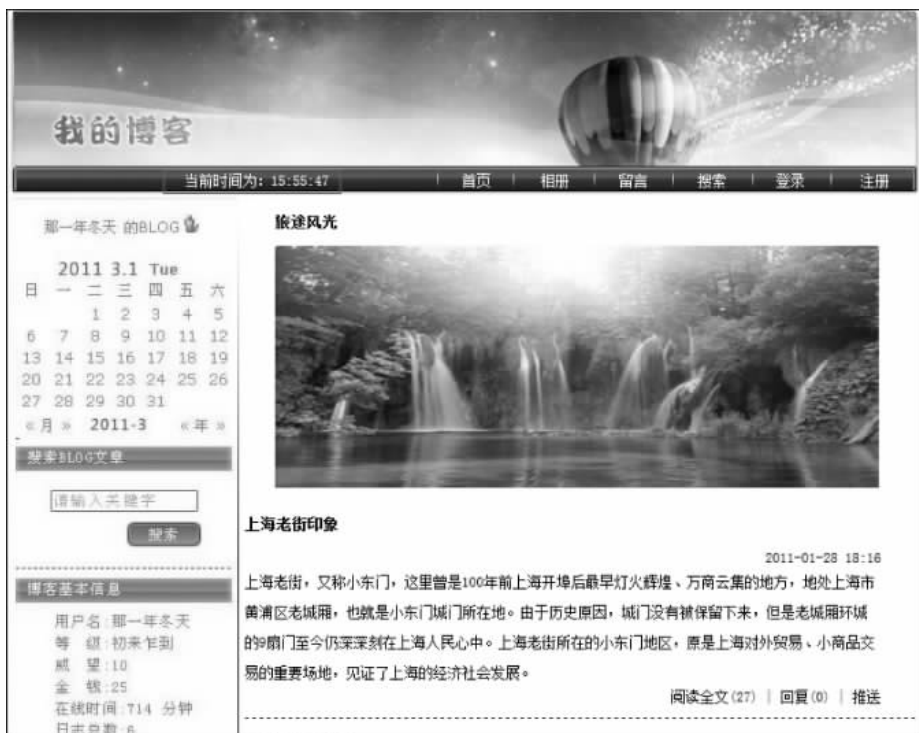 我的博客
当前时间为: 15:55:47 | 首页 | 相册 | 留言 | 搜索 | 登录 | 注册
那一年冬天 的BLOG
2011 3.1 Tue
日 一 二 三 四 五 六
1 2 3 4 5
6 7 8 9 10 11 12
13 14 15 16 17 18 19
20 21 22 23 24 25 26
27 28 29 30 31
«月» 2011-3 «年»
搜索BLOG文章
请输入关键字
搜索
博客基本信息
用户名:那一年冬天
等 级:初来乍到
威 望:10
金 钱:25
在线时间:714 分钟
日志总数:6
旅途风光
上海老街印象
2011-01-28 18:16
上海老街，又称小东门，这里曾是100年前上海开埠后最早灯火辉煌、万商云集的地方，地处上海市
黄浦区老城厢，也就是小东门城门所在地。由于历史原因，城门没有被保留下来，但是老城厢环城
的9扇门至今仍深深刻在上海人民心中。上海老街所在的小东门地区，原是上海对外贸易、小商品交
易的重要场地，见证了上海的经济社会发展。
阅读全文(27) | 回复(0) | 推送